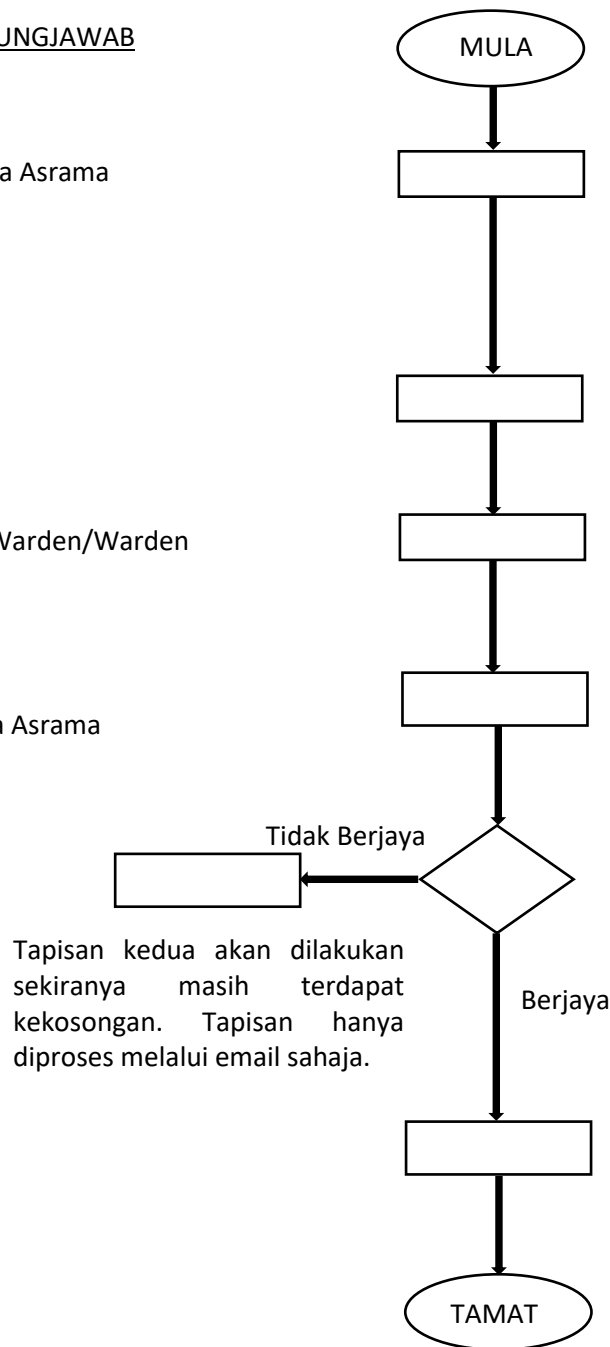 UNGJAWAB
MULA
a Asrama
Warden/Warden
a Asrama
Tidak Berjaya
Tapisan kedua akan dilakukan
sekiranya masih terdapat
kekosongan. Tapisan hanya
diproses melalui email sahaja.
Berjaya
TAMAT